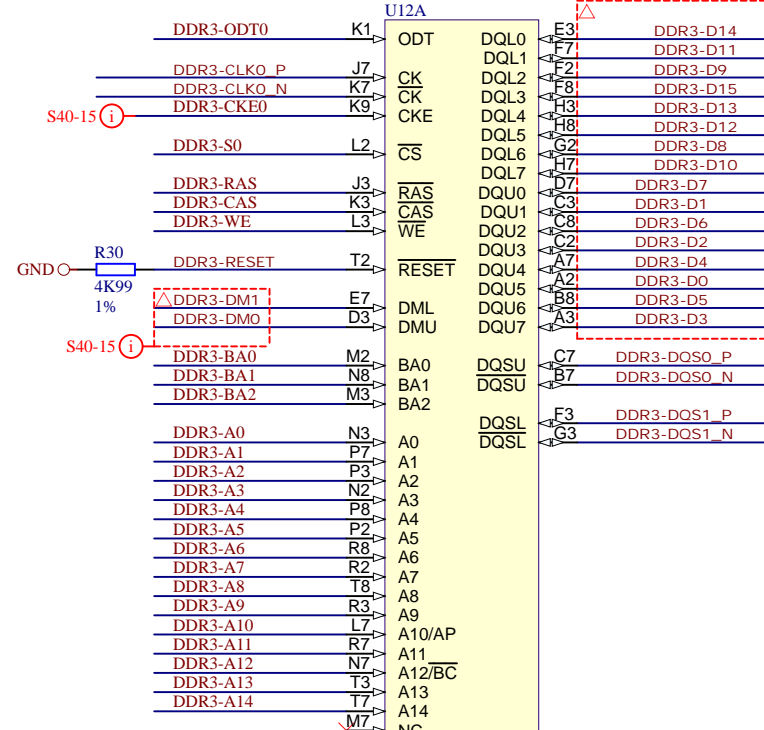 U12A
DDR3-ODT0 K1 ODT DQL0 E3 DDR3-D14
DQL1 F7 DDR3-D11
DDR3-CLK0_P J7 CK DQL2 F2 DDR3-D9
DDR3-CLK0_N K7 CK DQL3 F8 DDR3-D15
S40-15 i DDR3-CKE0 K9 CKE DQL4 H3 DDR3-D13
DQL5 H8 DDR3-D12
DDR3-S0 L2 CS DQL6 G2 DDR3-D8
DQL7 H7 DDR3-D10
DDR3-RAS J3 RAS DQU0 D7 DDR3-D7
DDR3-CAS K3 CAS DQU1 C3 DDR3-D1
DDR3-WE L3 WE DQU2 C8 DDR3-D6
DQU3 C2 DDR3-D2
R30
GND DDR3-RESET T2 RESET DQU4 A7 DDR3-D4
4K99
DQU5 A2 DDR3-D0
1%
DDR3-DM1 E7 DML DQU6 B8 DDR3-D5
DDR3-DM0 D3 DMU DQU7 A3 DDR3-D3
S40-15 i
DDR3-BA0 M2 BA0 DQSU C7 DDR3-DQS0_P
DDR3-BA1 N8 BA1 DQSU B7 DDR3-DQS0_N
DDR3-BA2 M3 BA2
DQSL F3 DDR3-DQS1_P
DDR3-A0 N3 A0 DQSL G3 DDR3-DQS1_N
DDR3-A1 P7 A1
DDR3-A2 P3 A2
DDR3-A3 N2 A3
DDR3-A4 P8 A4
DDR3-A5 P2 A5
DDR3-A6 R8 A6
DDR3-A7 R2 A7
DDR3-A8 T8 A8
DDR3-A9 R3 A9
DDR3-A10 L7 A10/AP
DDR3-A11 R7 A11
DDR3-A12 N7 A12/BC
DDR3-A13 T3 A13
DDR3-A14 T7 A14
M7 NC